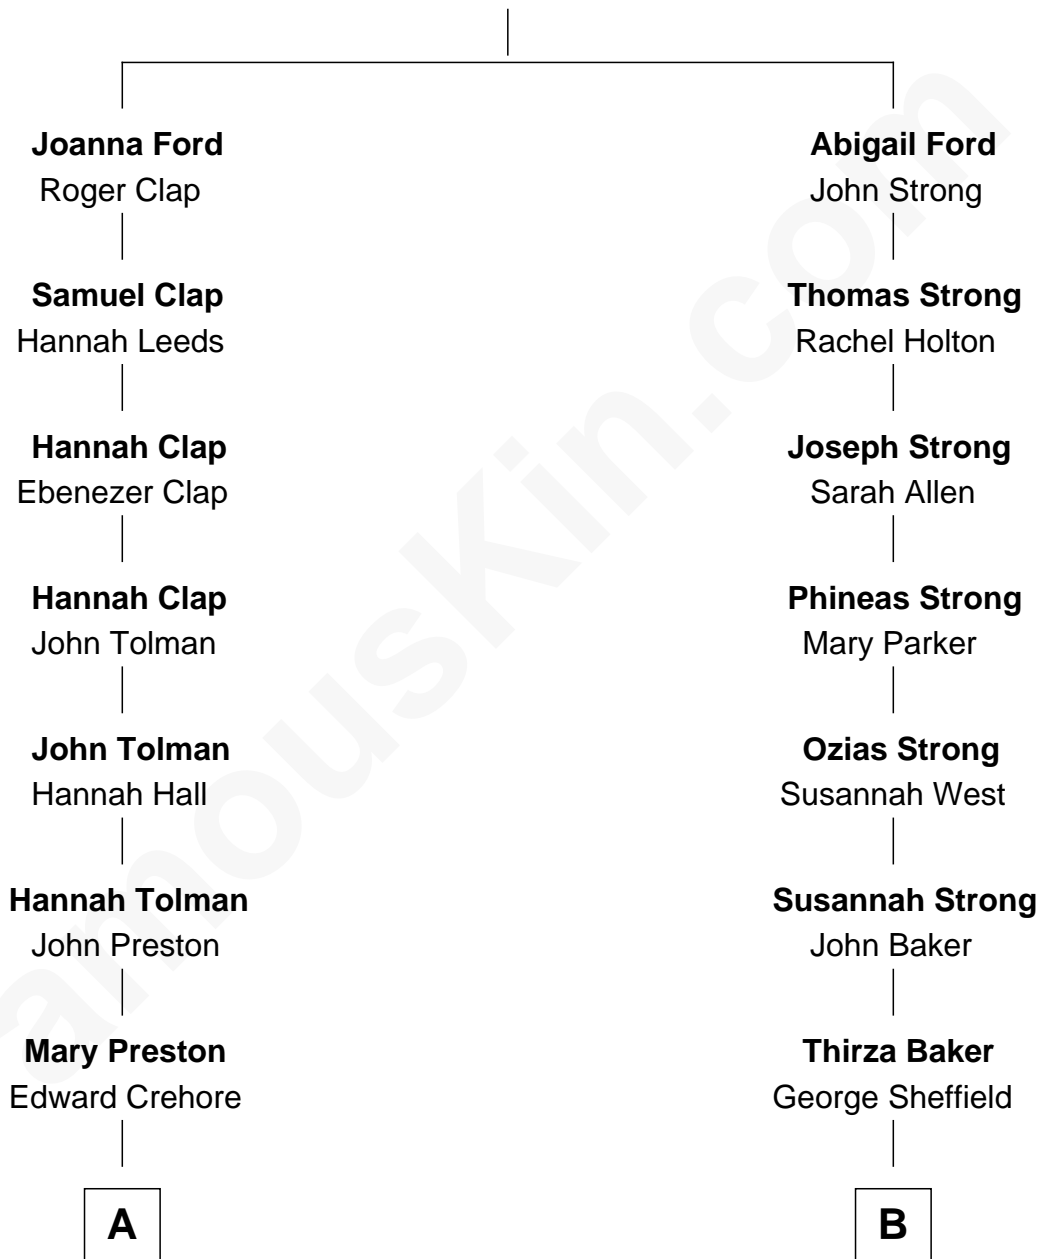 Joanna Ford
Roger Clap
Samuel Clap
Hannah Leeds
Hannah Clap
Ebenezer Clap
Hannah Clap
John Tolman
John Tolman
Hannah Hall
Hannah Tolman
John Preston
Mary Preston
Edward Crehore
A
Abigail Ford
John Strong
Thomas Strong
Rachel Holton
Joseph Strong
Sarah Allen
Phineas Strong
Mary Parker
Ozias Strong
Susannah West
Susannah Strong
John Baker
Thirza Baker
George Sheffield
B
amouskin.com